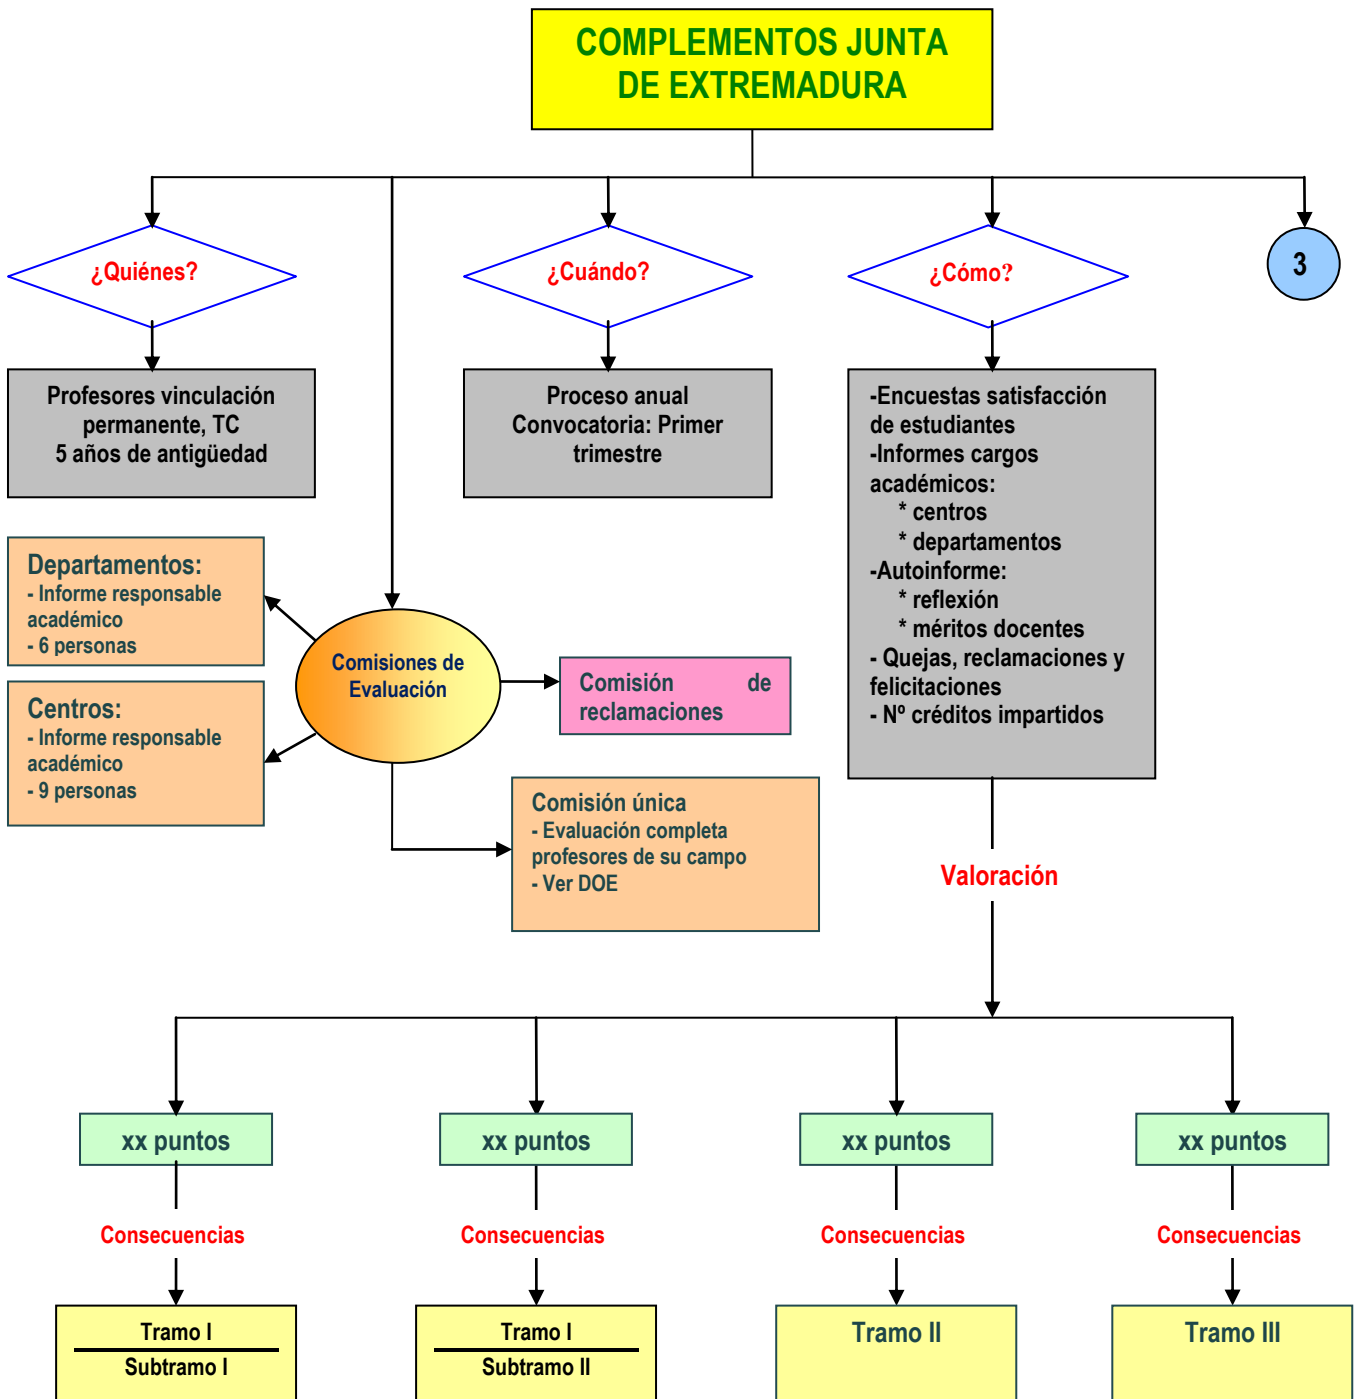 COMPLEMENTOS JUNTA
DE EXTREMADURA
¿Quiénes?
¿Cuándo?
¿Cómo?
3
Profesores vinculación
permanente, TC
5 años de antigüedad
Proceso anual
Convocatoria: Primer
trimestre
-Encuestas satisfacción
de estudiantes
-Informes cargos
académicos:
* centros
* departamentos
-Autoinforme:
* reflexión
* méritos docentes
- Quejas, reclamaciones y
felicitaciones
- Nº créditos impartidos
Departamentos:
- Informe responsable
académico
- 6 personas
Centros:
- Informe responsable
académico
- 9 personas
Comisiones de
Evaluación
Comisión de
reclamaciones
Comisión única
- Evaluación completa
profesores de su campo
- Ver DOE
Valoración
xx puntos
xx puntos
xx puntos
xx puntos
Consecuencias
Consecuencias
Consecuencias
Consecuencias
Tramo I
Subtramo I
Tramo I
Subtramo II
Tramo II
Tramo III